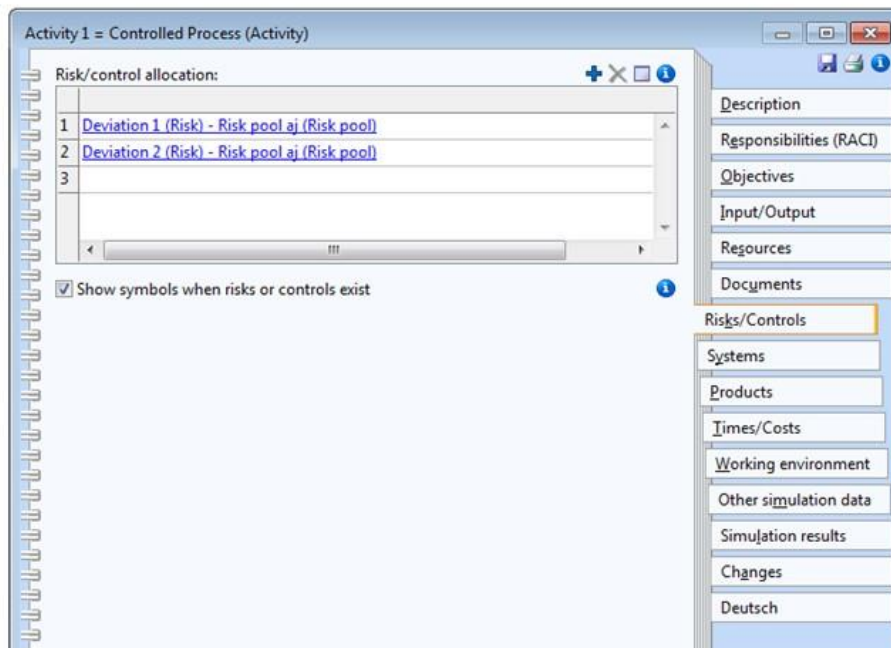 Activity 1 = Controlled Process (Activity)
Risk/control allocation:
1 Deviation 1 (Risk) - Risk pool aj (Risk pool)
2 Deviation 2 (Risk) - Risk pool aj (Risk pool)
3
Show symbols when risks or controls exist
Description
Responsibilities (RACI)
Objectives
Input/Output
Resources
Documents
Risks/Controls
Systems
Products
Times/Costs
Working environment
Other simulation data
Simulation results
Changes
Deutsch